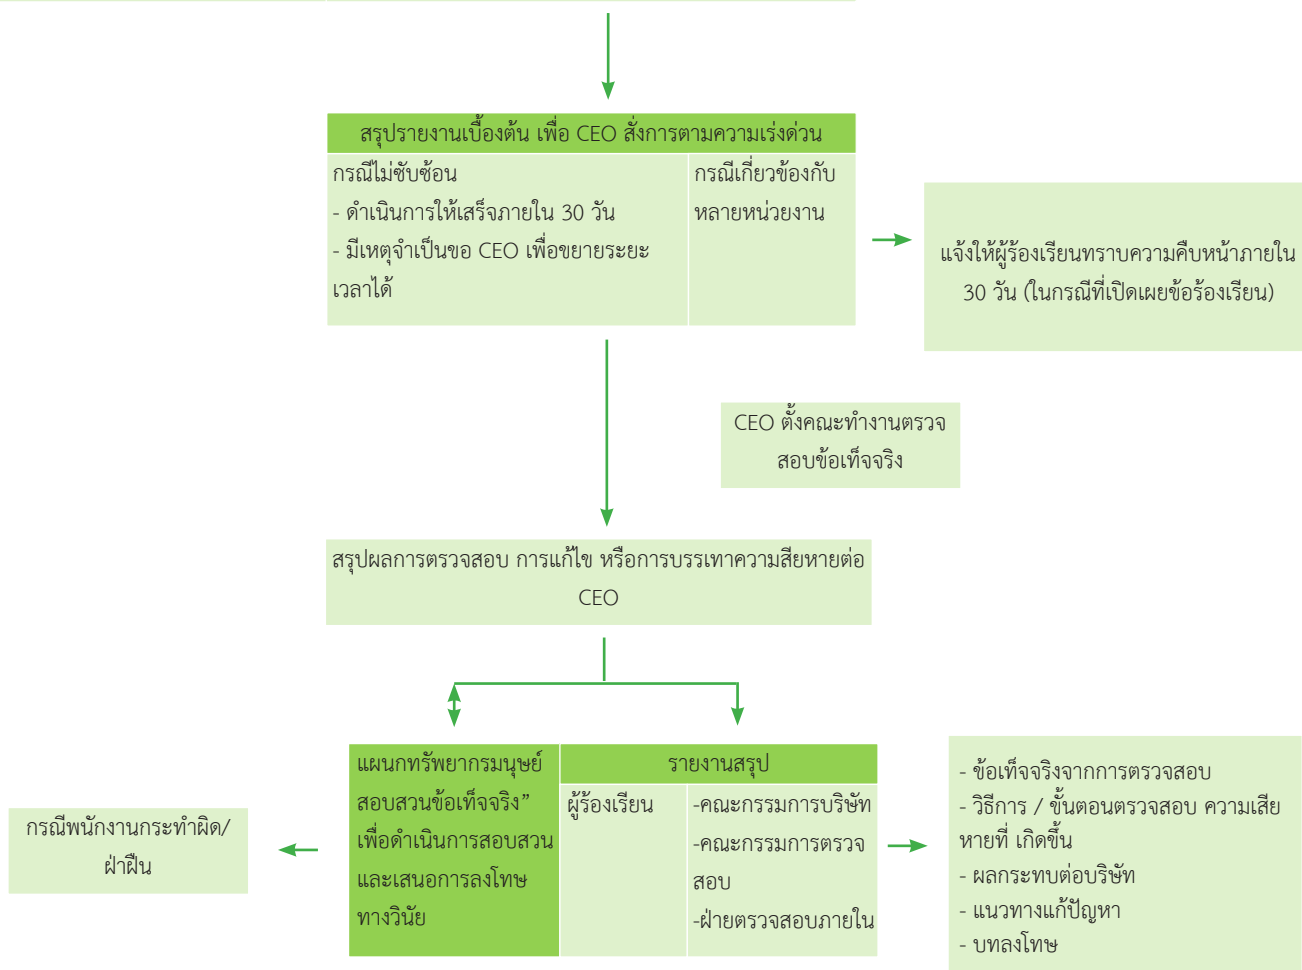 สรุปรายงานเบื้องต้น เพื่อ CEO สั่งการตามความเร่งด่วน
กรณีไม่ซับซ้อน
- ดำเนินการให้เสร็จภายใน 30 วัน
- มีเหตุจำเป็นขอ CEO เพื่อขยายระยะ
เวลาได้
กรณีเกี่ยวข้องกับ
หลายหน่วยงาน
แจ้งให้ผู้ร้องเรียนทราบความคืบหน้าภายใน
30 วัน (ในกรณีที่เปิดเผยข้อร้องเรียน)
CEO ตั้งคณะทำงานตรวจ
สอบข้อเท็จจริง
สรุปผลการตรวจสอบ การแก้ไข หรือการบรรเทาความสียหายต่อ
CEO
กรณีพนักงานกระทำผิด/
ฝ่าฝืน
แผนกทรัพยากรมนุษย์
สอบสวนข้อเท็จจริง”
เพื่อดำเนินการสอบสวน
และเสนอการลงโทษ
ทางวินัย
รายงานสรุป
ผู้ร้องเรียน
-คณะกรรมการบริษัท
-คณะกรรมการตรวจ
สอบ
-ฝ่ายตรวจสอบภายใน
- ข้อเท็จจริงจากการตรวจสอบ
- วิธีการ / ขั้นตอนตรวจสอบ ความเสีย
หายที่ เกิดขึ้น
- ผลกระทบต่อบริษัท
- แนวทางแก้ปัญหา
- บทลงโทษ